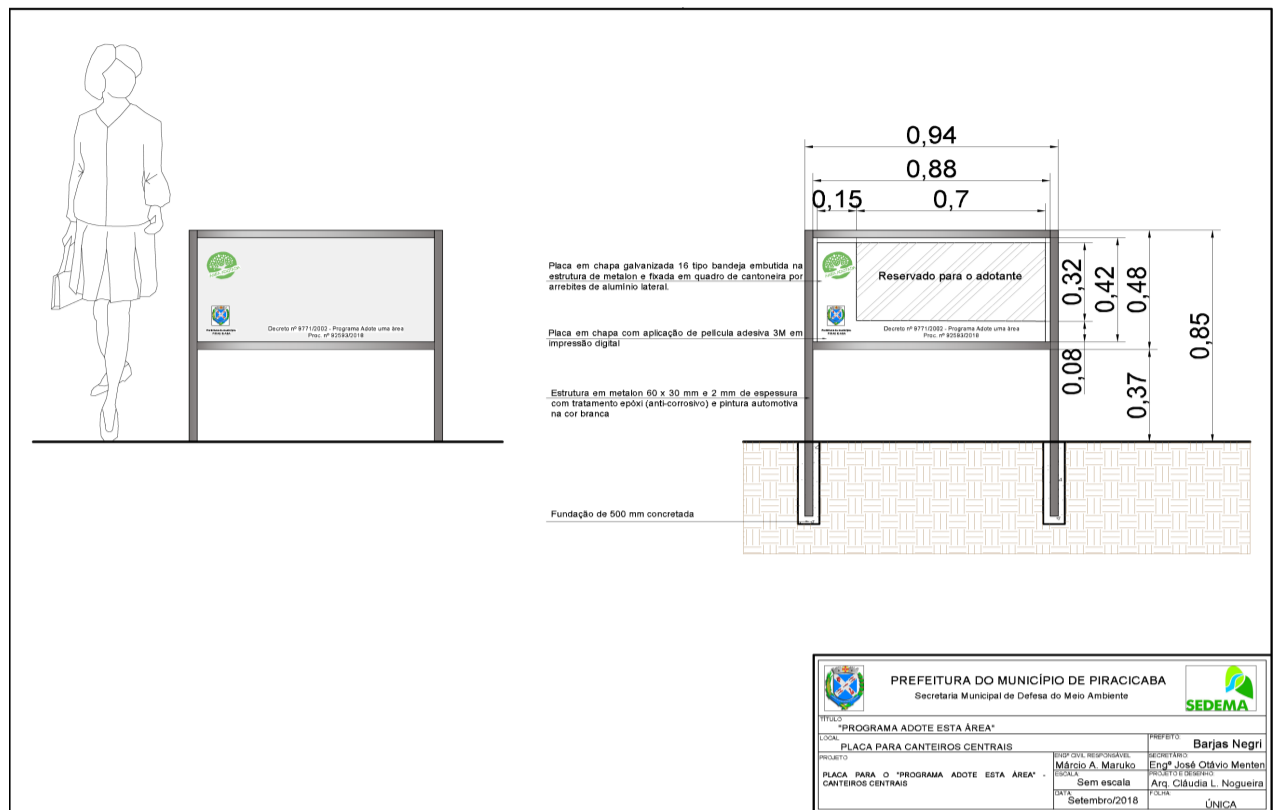 0,94
0,88
0,15
0,7
Placa em chapa galvanizada 16 tipo bandeja embutida na
estrutura de metalon e fixada em quadro de cantoneira por
arrebites de alumínio lateral.
Placa em chapa com aplicação de película adesiva 3M em
impressão digital
Estrutura em metalon 60 x 30 mm e 2 mm de espessura
com tratamento epóxi (anti-corrosivo) e pintura automotiva
na cor branca
Fundação de 500 mm concretada
Decreto nº 9771/2002 - Programa Adote uma área
Proc. nº 92593/2018
Reservado para o adotante
Decreto nº 9771/2002 - Programa Adote uma área
Proc. nº 92593/2018
0,32
0,42
0,48
0,85
0,08
0,37
PREFEITURA DO MUNICÍPIO DE PIRACICABA
Secretaria Municipal de Defesa do Meio Ambiente
SEDEMA
TÍTULO
"PROGRAMA ADOTE ESTA ÁREA"
LOCAL
PLACA PARA CANTEIROS CENTRAIS
PREFEITO:
Barjas Negri
PROJETO
PLACA PARA O "PROGRAMA ADOTE ESTA ÁREA" -
CANTEIROS CENTRAIS
ENGº CIVIL RESPONSÁVEL
Márcio A. Maruko
SECRETÁRIO:
Engº José Otávio Menten
ESCALA:
Sem escala
PROJETO E DESENHO:
Arq. Cláudia L. Nogueira
DATA:
Setembro/2018
FOLHA:
ÚNICA